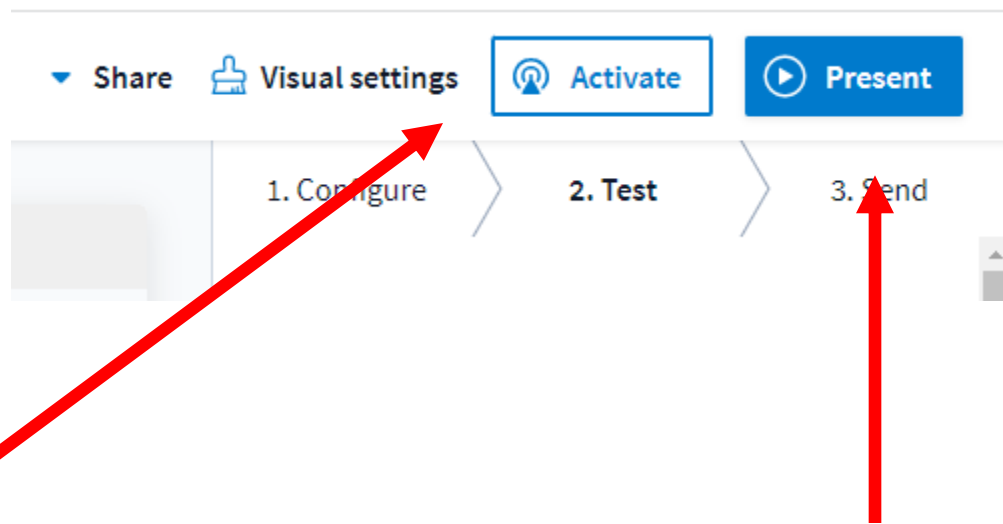 Share Visual settings Activate Present
1. Configure 2. Test 3. Send